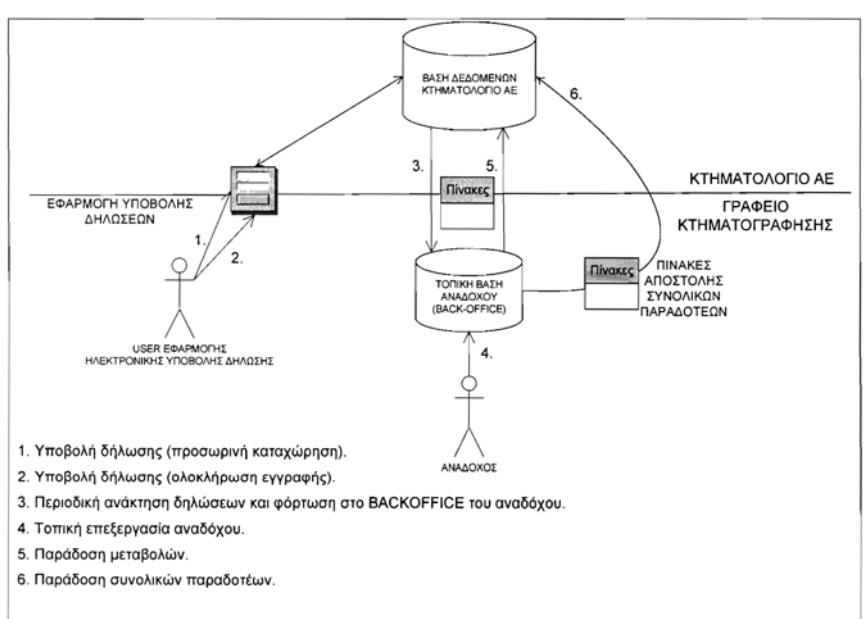 ΒΑΣΗ ΔΕΔΟΜΕΝΩΝ
ΚΤΗΜΑΤΟΛΟΓΙΟ ΑΕ
6.
3.
5.
Πίνακες
ΚΤΗΜΑΤΟΛΟΓΙΟ ΑΕ
ΕΦΑΡΜΟΓΗ ΥΠΟΒΟΛΗΣ
ΔΗΛΩΣΕΩΝ
ΓΡΑΦΕΙΟ
ΚΤΗΜΑΤΟΓΡΑΦΗΣΗΣ
1.
2.
ΤΟΠΙΚΗ ΒΑΣΗ
ΑΝΑΔΟΧΟΥ
(BACK-OFFICE)
Πίνακες
ΠΙΝΑΚΕΣ
ΑΠΟΣΤΟΛΗΣ
ΣΥΝΟΛΙΚΩΝ
ΠΑΡΑΔΟΤΕΩΝ
USER ΕΦΑΡΜΟΓΗΣ
ΗΛΕΚΤΡΟΝΙΚΗΣ ΥΠΟΒΟΛΗΣ ΔΗΛΩΣΗΣ
4.
ΑΝΑΔΟΧΟΣ
1. Υποβολή δήλωσης (προσωρινή καταχώρηση).
2. Υποβολή δήλωσης (ολοκλήρωση εγγραφής).
3. Περιοδική ανάκτηση δηλώσεων και φόρτωση στο BACKOFFICE του αναδόχου.
4. Τοπική επεξεργασία αναδόχου.
5. Παράδοση μεταβολών.
6. Παράδοση συνολικών παραδοτέων.